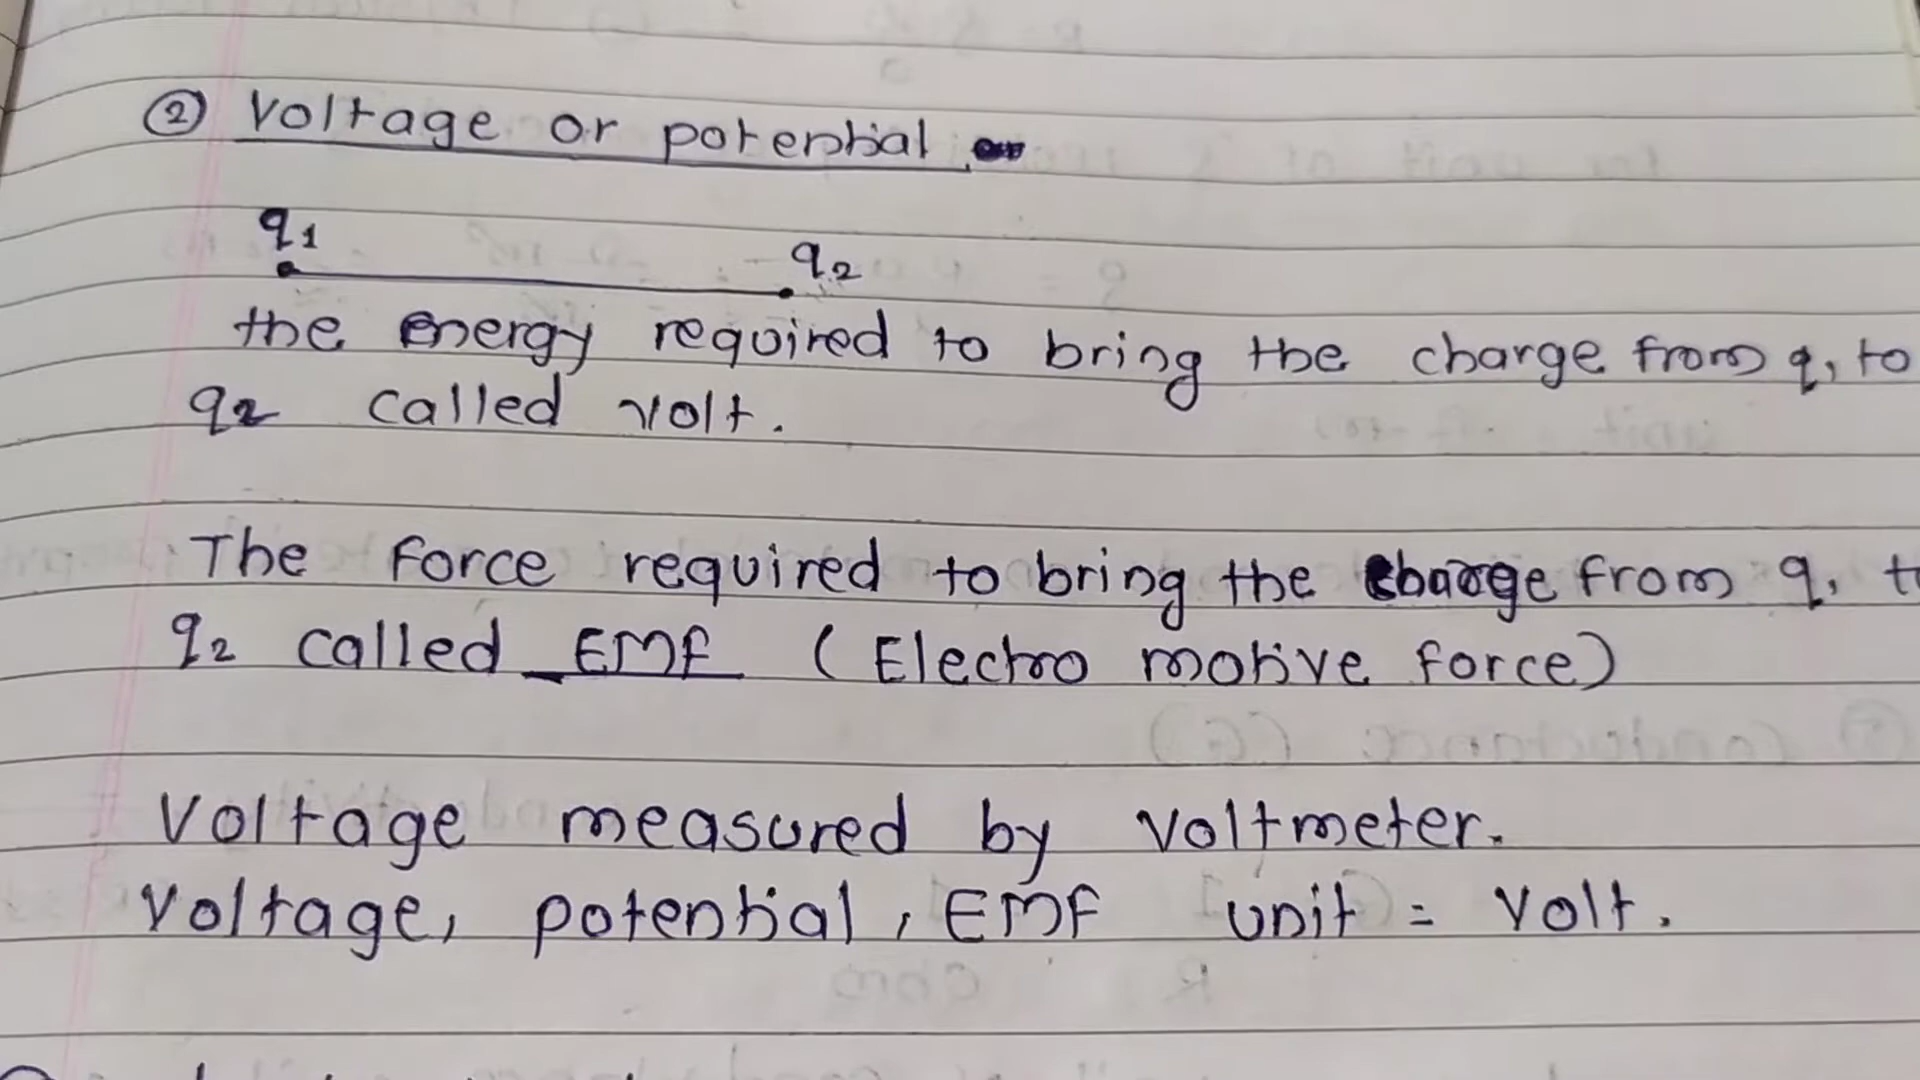 ② Voltage or potential
q1
q2
the energy required to bring the charge from q1 to
q2 called volt.
The force required to bring the charge from q1
q2 called EMF (Electro motive force)
Voltage measured by voltmeter.
Voltage, potential, EMF unit = Volt.